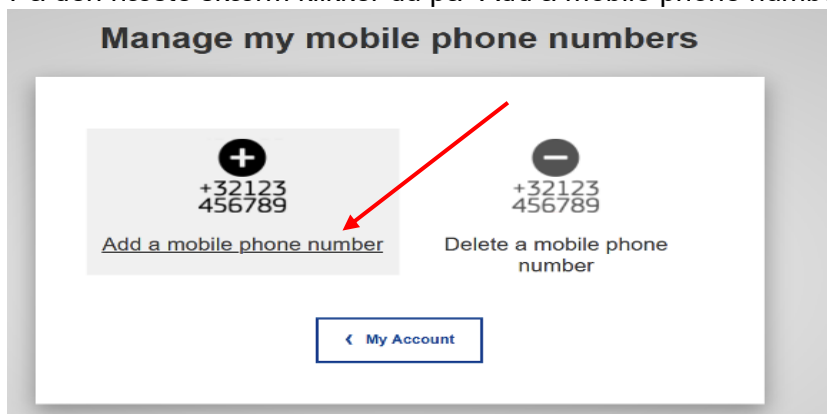 Manage my mobile phone numbers
+32123
456789
Add a mobile phone number
+32123
456789
Delete a mobile phone
number
‹ My Account